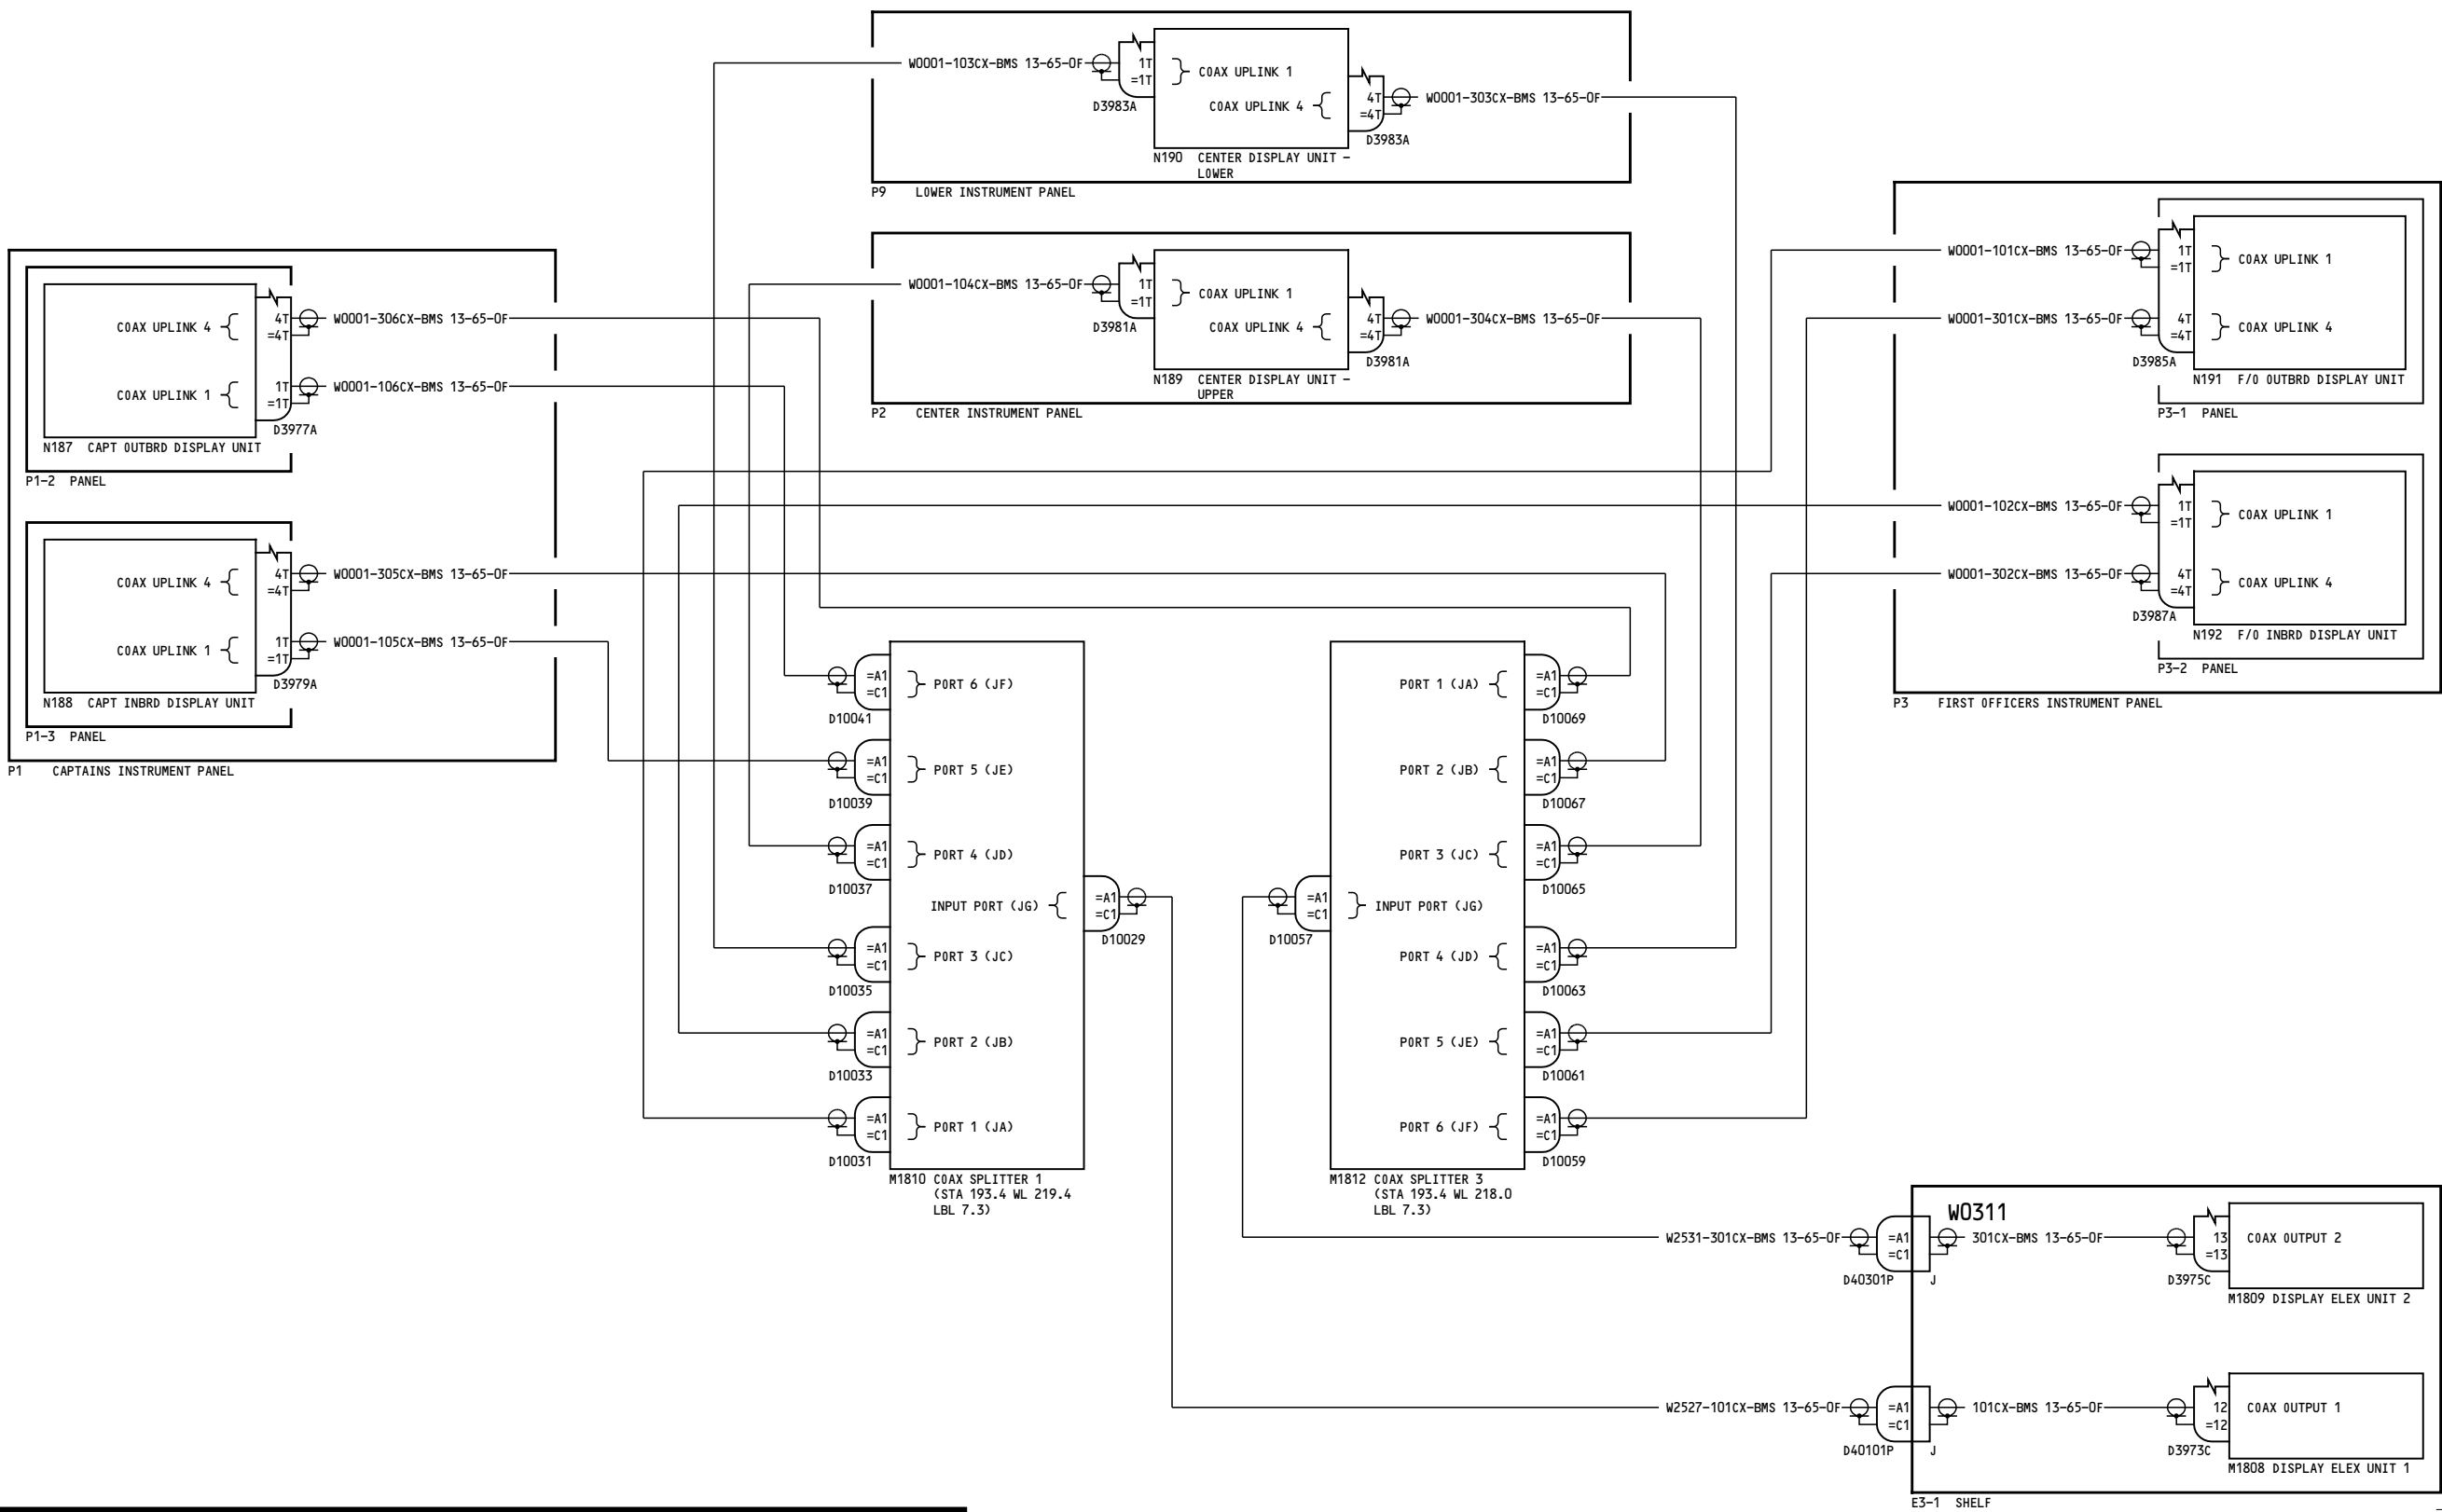 W0001-103CX-BMS 13-65-0F
1T
=1T
COAX UPLINK 1
D3983A
COAX UPLINK 4
4T
=4T
W0001-303CX-BMS 13-65-0F
D3983A
N190 CENTER DISPLAY UNIT -
LOWER
P9 LOWER INSTRUMENT PANEL
W0001-104CX-BMS 13-65-0F
1T
=1T
COAX UPLINK 1
D3981A
COAX UPLINK 4
4T
=4T
W0001-304CX-BMS 13-65-0F
D3981A
N189 CENTER DISPLAY UNIT -
UPPER
P2 CENTER INSTRUMENT PANEL
COAX UPLINK 4
4T
=4T
W0001-306CX-BMS 13-65-0F
COAX UPLINK 1
1T
=1T
W0001-106CX-BMS 13-65-0F
D3977A
N187 CAPT OUTBRD DISPLAY UNIT
P1-2 PANEL
COAX UPLINK 4
4T
=4T
W0001-305CX-BMS 13-65-0F
COAX UPLINK 1
1T
=1T
W0001-105CX-BMS 13-65-0F
D3979A
N188 CAPT INBRD DISPLAY UNIT
P1-3 PANEL
P1 CAPTAINS INSTRUMENT PANEL
W0001-101CX-BMS 13-65-0F
1T
=1T
COAX UPLINK 1
W0001-301CX-BMS 13-65-0F
4T
=4T
COAX UPLINK 4
D3985A
N191 F/O OUTBRD DISPLAY UNIT
P3-1 PANEL
W0001-102CX-BMS 13-65-0F
1T
=1T
COAX UPLINK 1
W0001-302CX-BMS 13-65-0F
4T
=4T
COAX UPLINK 4
D3987A
N192 F/O INBRD DISPLAY UNIT
P3-2 PANEL
P3 FIRST OFFICERS INSTRUMENT PANEL
=A1
=C1
PORT 6 (JF)
D10041
=A1
=C1
PORT 5 (JE)
D10039
=A1
=C1
PORT 4 (JD)
D10037
INPUT PORT (JG)
=A1
=C1
D10029
=A1
=C1
PORT 3 (JC)
D10035
=A1
=C1
PORT 2 (JB)
D10033
=A1
=C1
PORT 1 (JA)
D10031
M1810 COAX SPLITTER 1
(STA 193.4 WL 219.4
LBL 7.3)
PORT 1 (JA)
=A1
=C1
D10069
PORT 2 (JB)
=A1
=C1
D10067
PORT 3 (JC)
=A1
=C1
D10065
=A1
=C1
INPUT PORT (JG)
D10057
PORT 4 (JD)
=A1
=C1
D10063
PORT 5 (JE)
=A1
=C1
D10061
PORT 6 (JF)
=A1
=C1
D10059
M1812 COAX SPLITTER 3
(STA 193.4 WL 218.0
LBL 7.3)
W0311
W2531-301CX-BMS 13-65-0F
=A1
=C1
301CX-BMS 13-65-0F
13
=13
COAX OUTPUT 2
D40301P
J
D3975C
M1809 DISPLAY ELEX UNIT 2
W2527-101CX-BMS 13-65-0F
=A1
=C1
101CX-BMS 13-65-0F
12
=12
COAX OUTPUT 1
D40101P
J
D3973C
M1808 DISPLAY ELEX UNIT 1
E3-1 SHELF